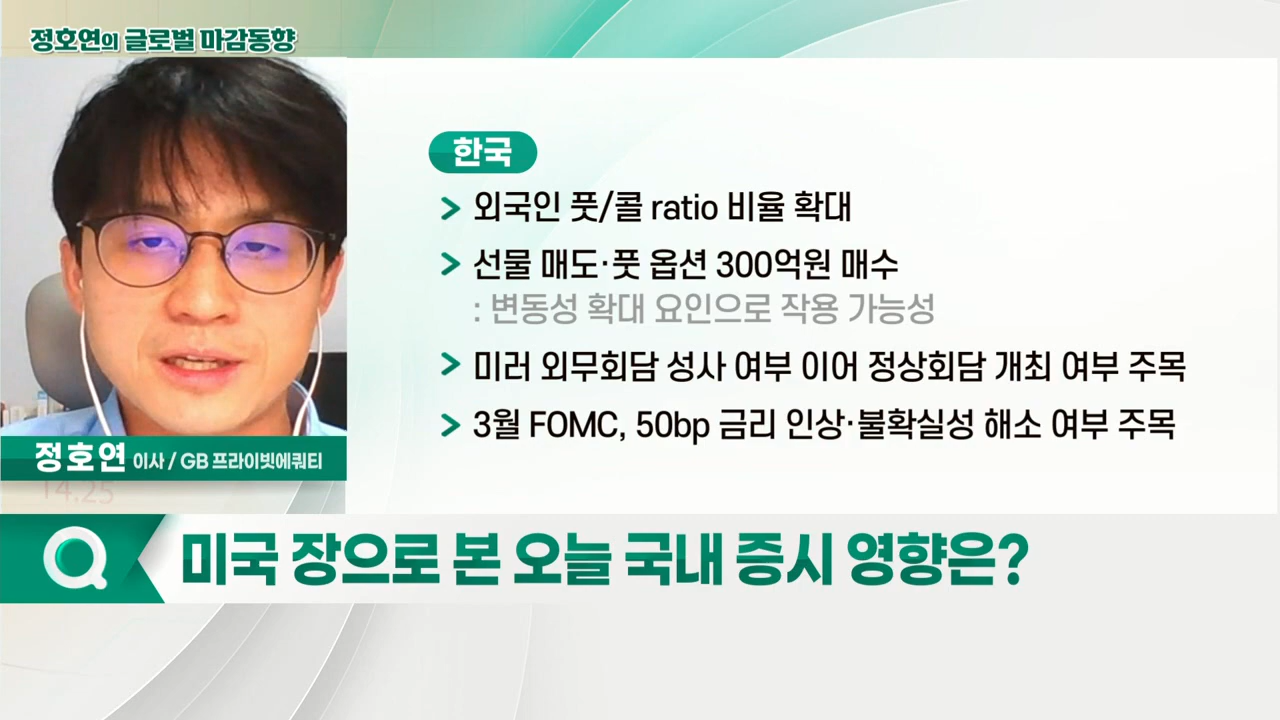 정호연의 글로벌 마감동향
한국
외국인 풋/콜 ratio 비율 확대
선물 매도·풋 옵션 300억원 매수
: 변동성 확대 요인으로 작용 가능성
미러 외무회담 성사 여부 이어 정상회담 개최 여부 주목
3월 FOMC, 50bp 금리 인상·불확실성 해소 여부 주목
정호연 이사 / GB 프라이빗에쿼티
14.25
Q 미국 장으로 본 오늘 국내 증시 영향은?